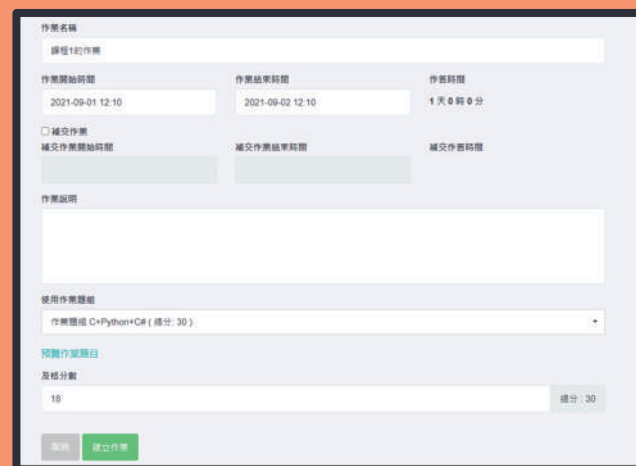 作業名稱
課程1的作業
作業開始時間 作業結束時間 作答時間
2021-09-01 12:10 2021-09-02 12:10 1 天 0 時 0 分
補交作業
補交作業開始時間 補交作業結束時間 補交作答時間
作業說明
使用作業題組
作業題組 C+Python+C# ( 總分: 30 )
預覽作業題目
及格分數
18 總分 : 30
取消 建立作業